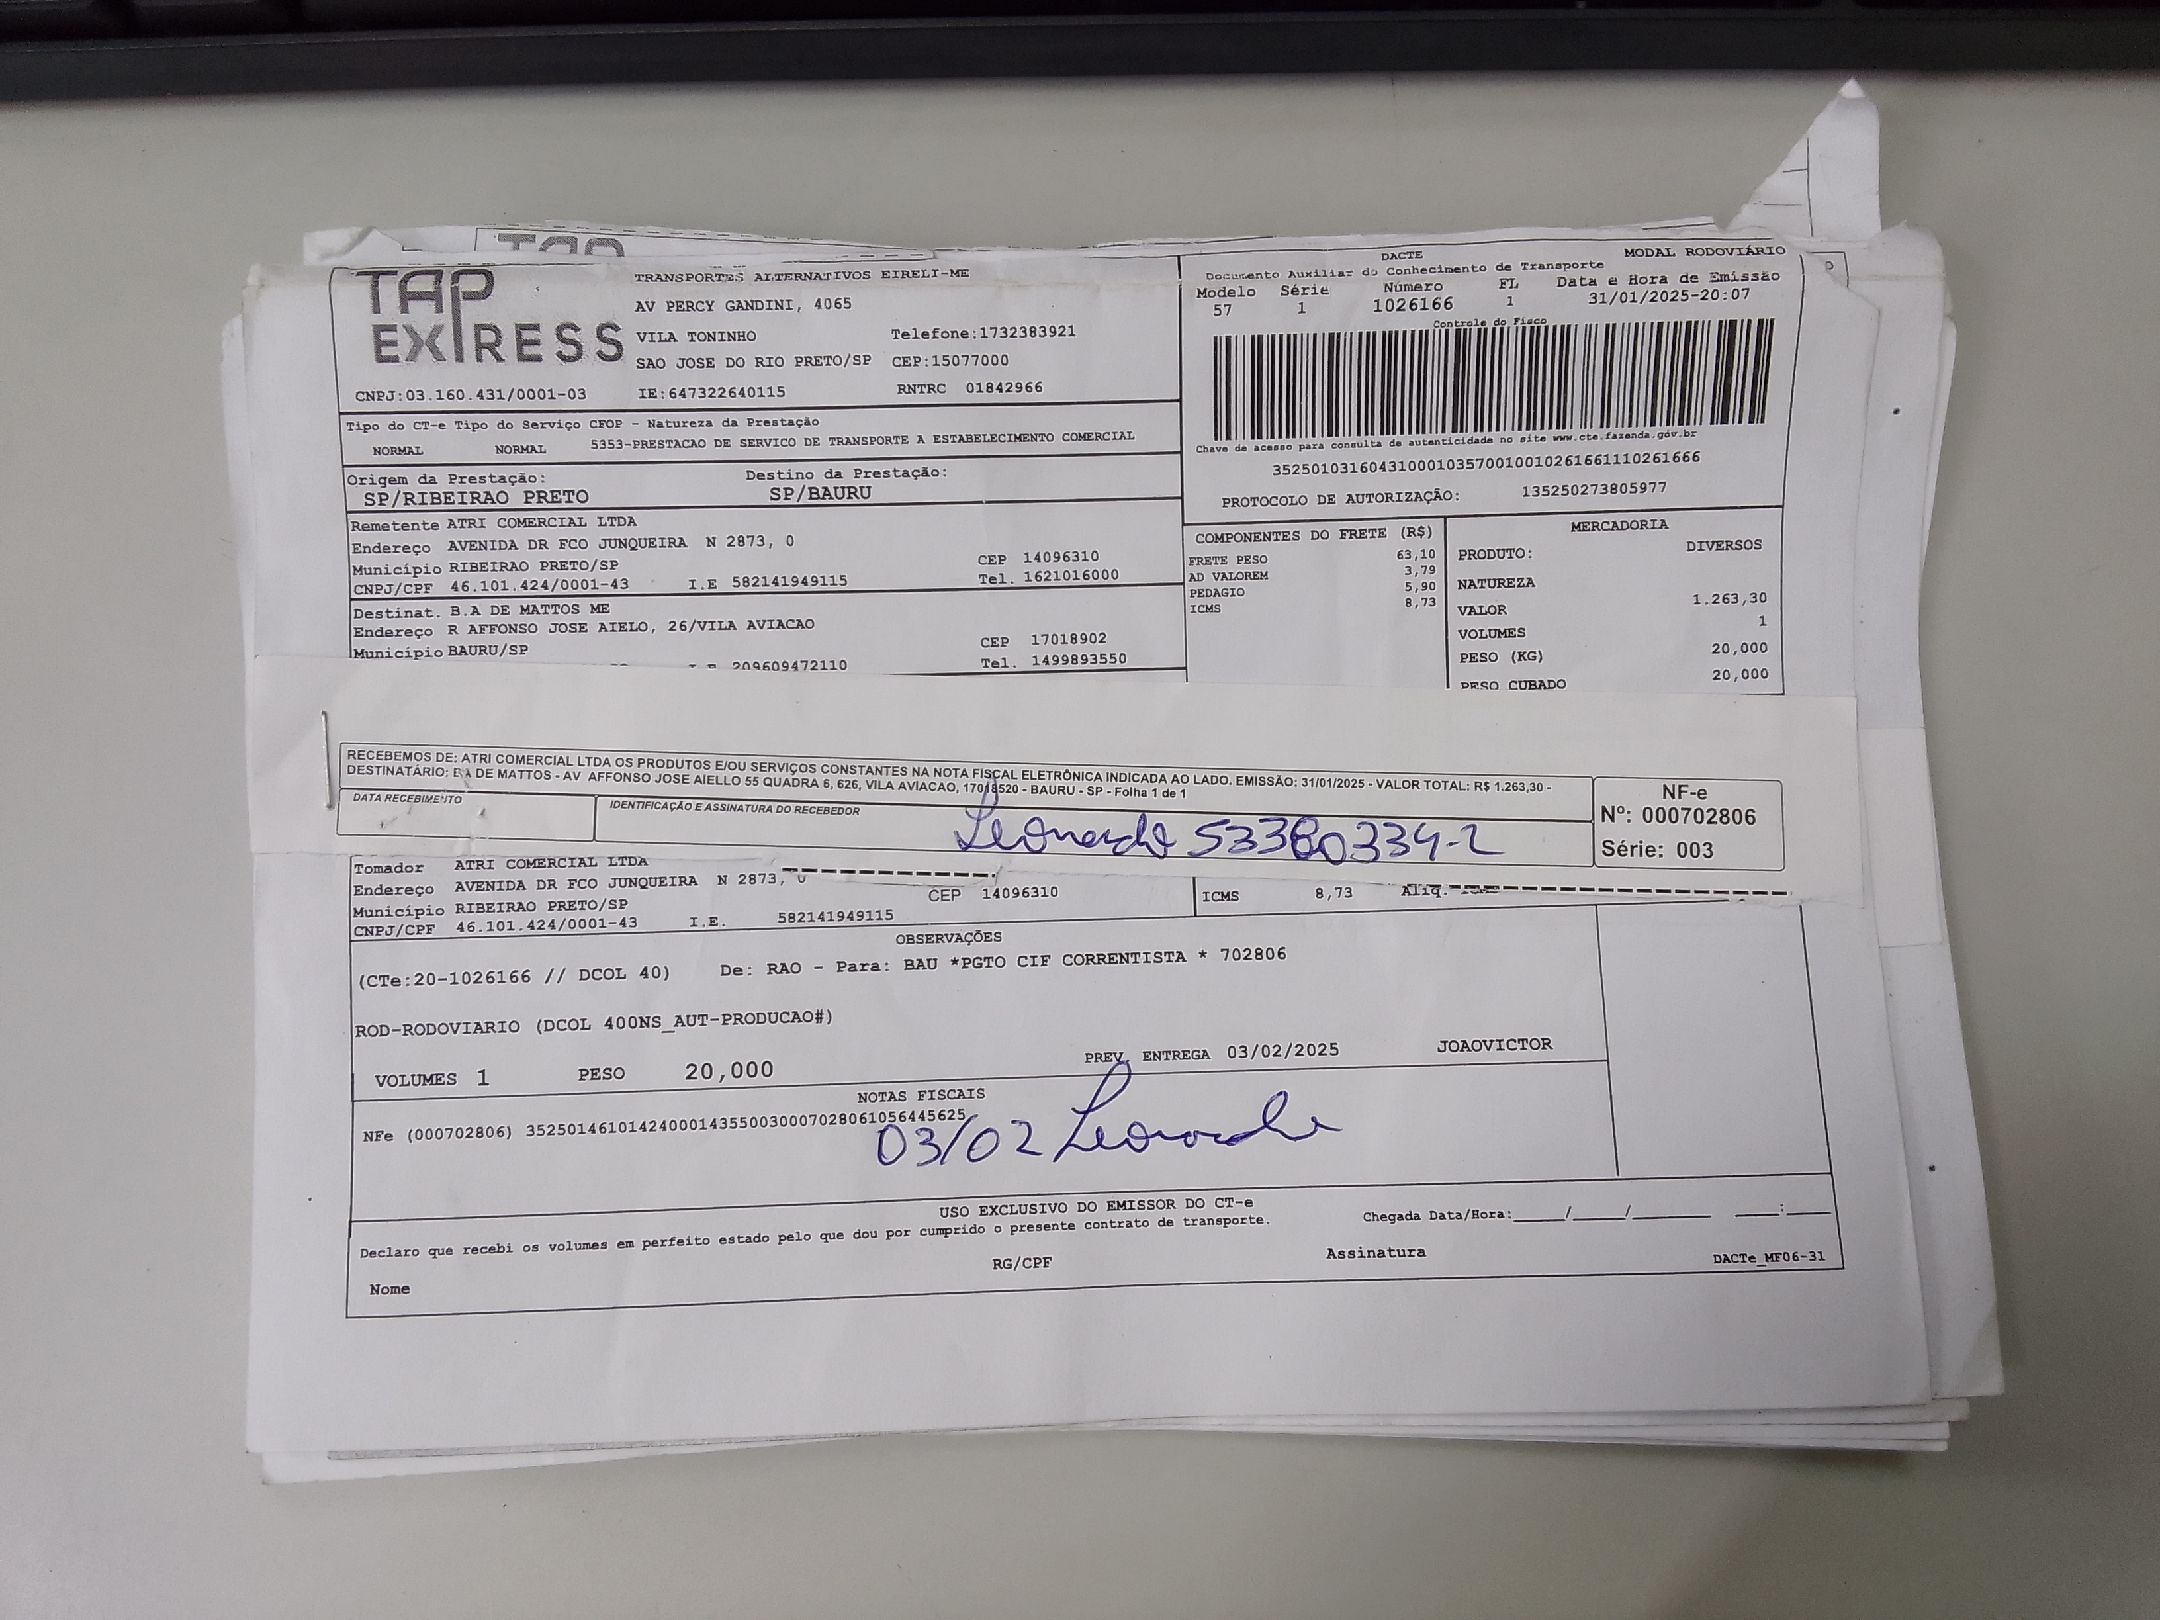 TAP
TAP
EXPRESS
TRANSPORTES ALTERNATIVOS EIRELI-ME
AV PERCY GANDINI, 4065
VILA TONINHO Telefone:1732383921
SAO JOSE DO RIO PRETO/SP CEP:15077000
CNPJ:03.160.431/0001-03 IE:647322640115 RNTRC 01842966
DACTE MODAL RODOVIÁRIO
Documento Auxiliar do Conhecimento de Transporte
Modelo Série Número FL Data e Hora de Emissão
57 1 1026166 1 31/01/2025-20:07
Controle do Fisco
Chave de acesso para consulta de autenticidade no site www.cte.fazenda.gov.br
35250103160431000103570010010261661110261666
PROTOCOLO DE AUTORIZAÇÃO: 135250273805977
Tipo do CT-e Tipo do Serviço CFOP - Natureza da Prestação
NORMAL NORMAL 5353-PRESTACAO DE SERVICO DE TRANSPORTE A ESTABELECIMENTO COMERCIAL
Origem da Prestação: Destino da Prestação:
SP/RIBEIRAO PRETO SP/BAURU
Remetente ATRI COMERCIAL LTDA
Endereço AVENIDA DR FCO JUNQUEIRA N 2873, 0
Município RIBEIRAO PRETO/SP CEP 14096310
CNPJ/CPF 46.101.424/0001-43 I.E 582141949115 Tel. 1621016000
Destinat. B.A DE MATTOS ME
Endereço R AFFONSO JOSE AIELO, 26/VILA AVIACAO
Município BAURU/SP CEP 17018902
I.E 209609472110 Tel. 1499893550
COMPONENTES DO FRETE (R$)
FRETE PESO 63,10
AD VALOREM 3,79
PEDAGIO 5,90
ICMS 8,73
MERCADORIA
PRODUTO: DIVERSOS
NATUREZA
VALOR 1.263,30
VOLUMES 1
PESO (KG) 20,000
PESO CUBADO 20,000
RECEBEMOS DE: ATRI COMERCIAL LTDA OS PRODUTOS E/OU SERVIÇOS CONSTANTES NA NOTA FISCAL ELETRÔNICA INDICADA AO LADO. EMISSÃO: 31/01/2025 - VALOR TOTAL: R$ 1.263,30 -
DESTINATÁRIO: BA DE MATTOS - AV AFFONSO JOSE AIELLO 55 QUADRA 6, 626, VILA AVIACAO, 17018520 - BAURU - SP - Folha 1 de 1
DATA RECEBIMENTO IDENTIFICAÇÃO E ASSINATURA DO RECEBEDOR
Leonardo 53380334-2
NF-e
Nº: 000702806
Série: 003
Tomador ATRI COMERCIAL LTDA
Endereço AVENIDA DR FCO JUNQUEIRA N 2873, 0
Município RIBEIRAO PRETO/SP CEP 14096310
CNPJ/CPF 46.101.424/0001-43 I.E. 582141949115
ICMS 8,73 Aliq.
OBSERVAÇÕES
(CTe:20-1026166 // DCOL 40) De: RAO - Para: BAU *PGTO CIF CORRENTISTA * 702806
ROD-RODOVIARIO (DCOL 400NS_AUT-PRODUCAO#)
VOLUMES 1 PESO 20,000 PREV. ENTREGA 03/02/2025 JOAOVICTOR
NOTAS FISCAIS
NFe (000702806) 35250146101424000143550030007028061056445625
03/02 Leonardo
USO EXCLUSIVO DO EMISSOR DO CT-e
Declaro que recebi os volumes em perfeito estado pelo que dou por cumprido o presente contrato de transporte. Chegada Data/Hora:_____/_____/________ ____:____
Nome RG/CPF Assinatura DACTe_MF06-31